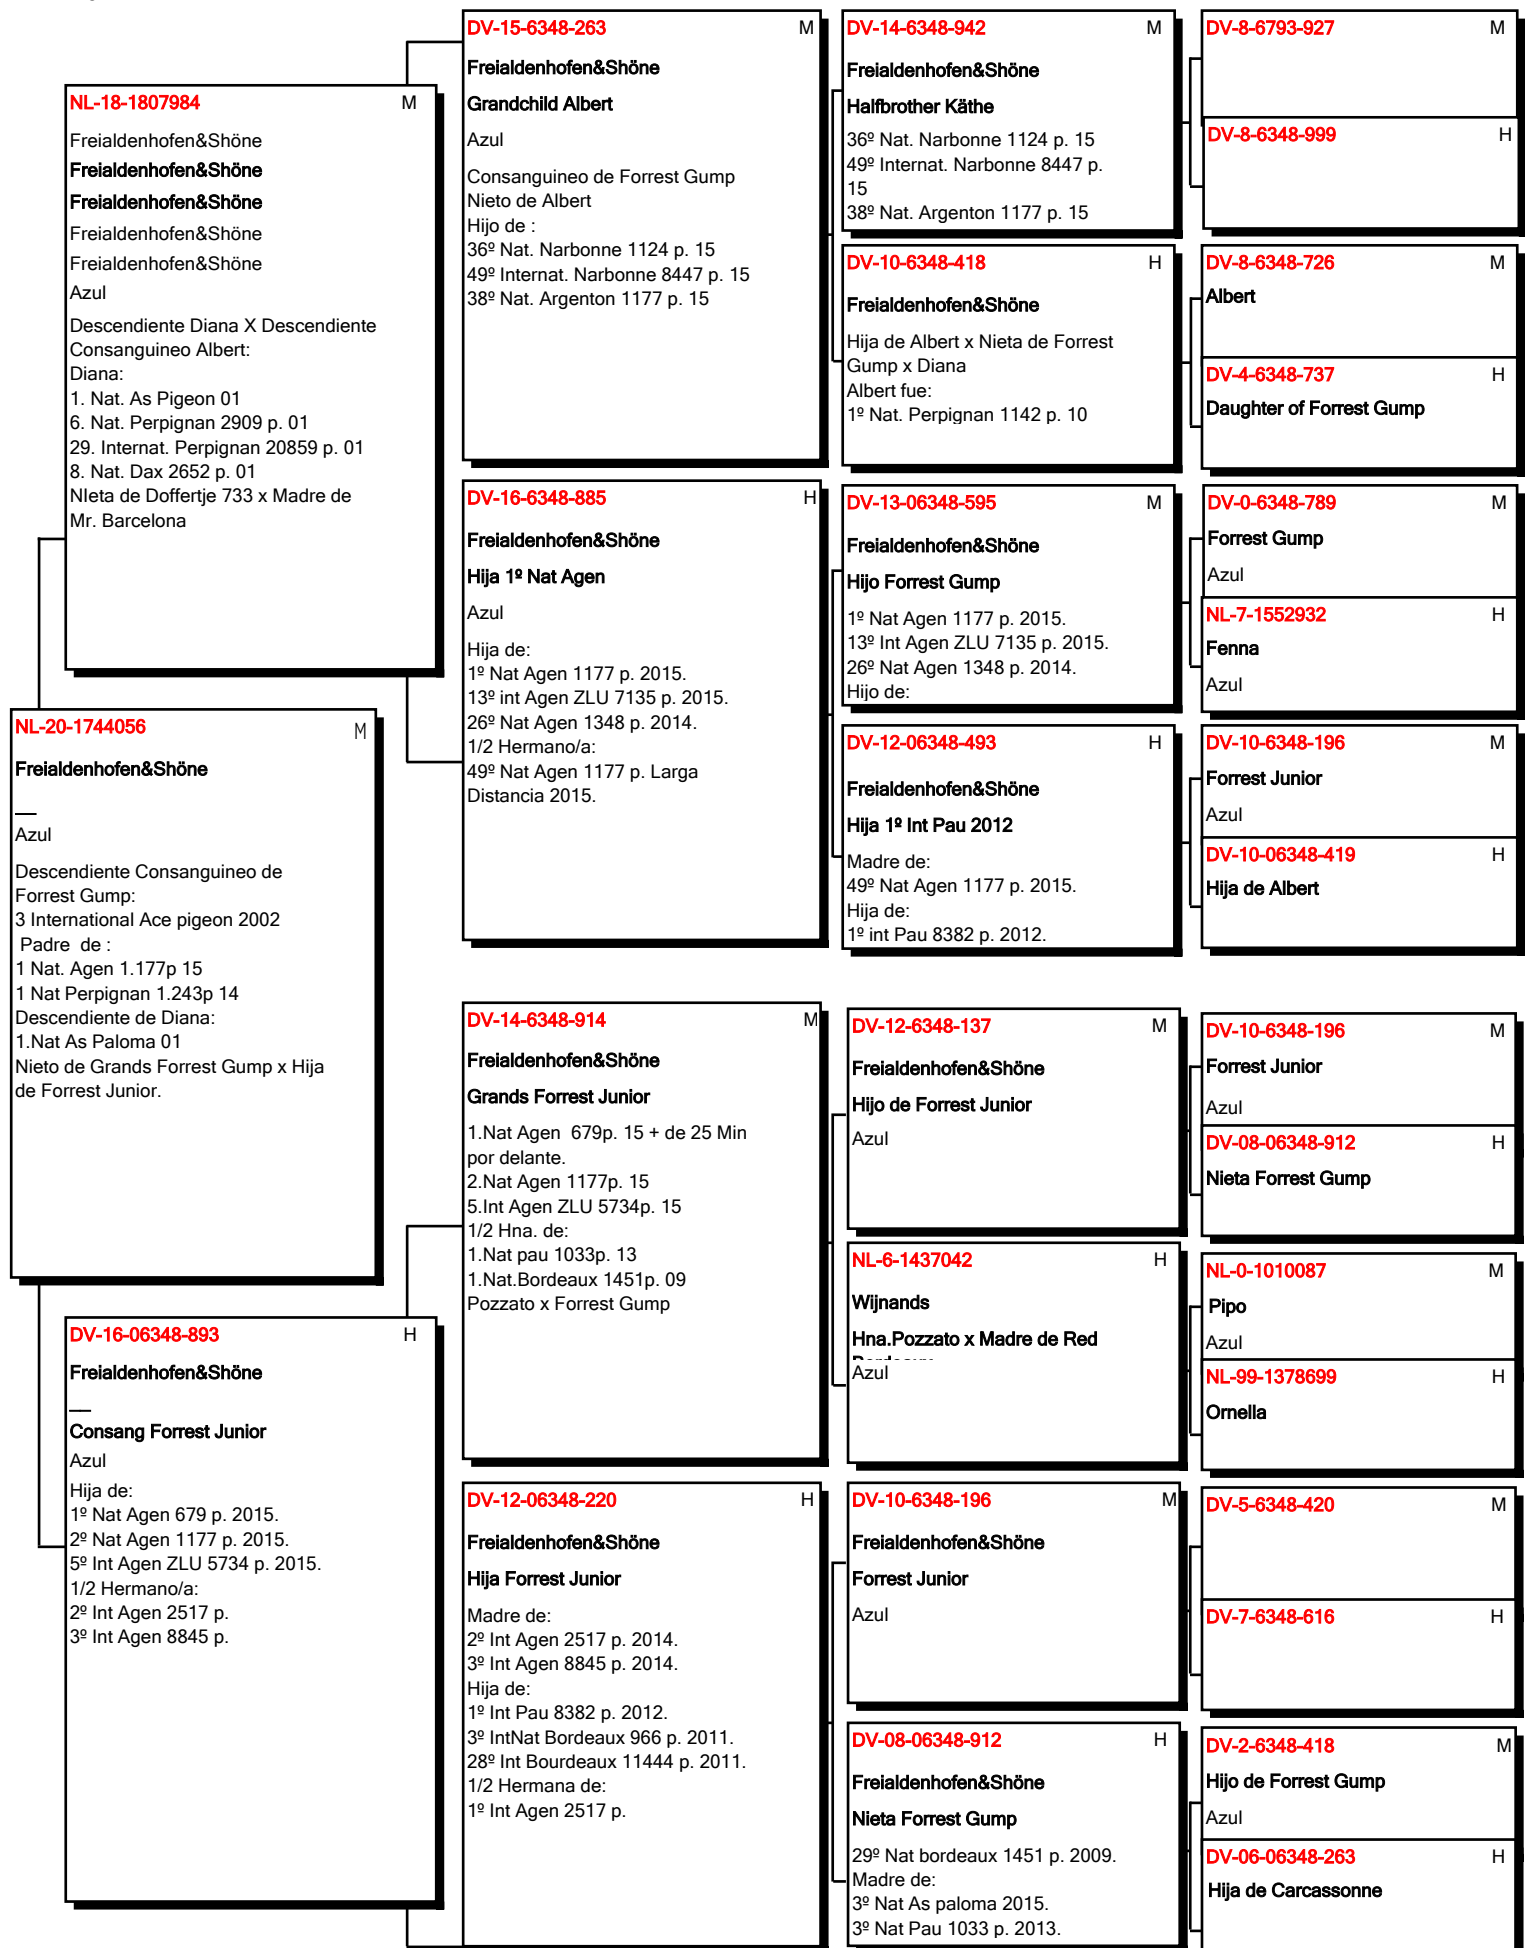 NL-20-1744056 M
Freialdenhofen&Shöne
__
Azul
Descendiente Consanguineo de
Forrest Gump:
3 International Ace pigeon 2002
Padre de :
1 Nat. Agen 1.177p 15
1 Nat Perpignan 1.243p 14
Descendiente de Diana:
1.Nat As Paloma 01
Nieto de Grands Forrest Gump x Hija
de Forrest Junior.
NL-18-1807984 M
Freialdenhofen&Shöne
Freialdenhofen&Shöne
Freialdenhofen&Shöne
Freialdenhofen&Shöne
Freialdenhofen&Shöne
Azul
Descendiente Diana X Descendiente
Consanguineo Albert:
Diana:
1. Nat. As Pigeon 01
6. Nat. Perpignan 2909 p. 01
29. Internat. Perpignan 20859 p. 01
8. Nat. Dax 2652 p. 01
NIeta de Doffertje 733 x Madre de
Mr. Barcelona
DV-16-06348-893 H
Freialdenhofen&Shöne
__
Consang Forrest Junior
Azul
Hija de:
1º Nat Agen 679 p. 2015.
2º Nat Agen 1177 p. 2015.
5º Int Agen ZLU 5734 p. 2015.
1/2 Hermano/a:
2º Int Agen 2517 p.
3º Int Agen 8845 p.
DV-15-6348-263 M
Freialdenhofen&Shöne
Grandchild Albert
Azul
Consanguineo de Forrest Gump
Nieto de Albert
Hijo de :
36º Nat. Narbonne 1124 p. 15
49º Internat. Narbonne 8447 p. 15
38º Nat. Argenton 1177 p. 15
DV-16-6348-885 H
Freialdenhofen&Shöne
Hija 1º Nat Agen
Azul
Hija de:
1º Nat Agen 1177 p. 2015.
13º int Agen ZLU 7135 p. 2015.
26º Nat Agen 1348 p. 2014.
1/2 Hermano/a:
49º Nat Agen 1177 p. Larga
Distancia 2015.
DV-14-6348-914 M
Freialdenhofen&Shöne
Grands Forrest Junior
1.Nat Agen 679p. 15 + de 25 Min
por delante.
2.Nat Agen 1177p. 15
5.Int Agen ZLU 5734p. 15
1/2 Hna. de:
1.Nat pau 1033p. 13
1.Nat.Bordeaux 1451p. 09
Pozzato x Forrest Gump
DV-12-06348-220 H
Freialdenhofen&Shöne
Hija Forrest Junior
Madre de:
2º Int Agen 2517 p. 2014.
3º Int Agen 8845 p. 2014.
Hija de:
1º Int Pau 8382 p. 2012.
3º IntNat Bordeaux 966 p. 2011.
28º Int Bourdeaux 11444 p. 2011.
1/2 Hermana de:
1º Int Agen 2517 p.
DV-14-6348-942 M
Freialdenhofen&Shöne
Halfbrother Käthe
36º Nat. Narbonne 1124 p. 15
49º Internat. Narbonne 8447 p.
15
38º Nat. Argenton 1177 p. 15
DV-10-6348-418 H
Freialdenhofen&Shöne
Hija de Albert x Nieta de Forrest
Gump x Diana
Albert fue:
1º Nat. Perpignan 1142 p. 10
DV-13-06348-595 M
Freialdenhofen&Shöne
Hijo Forrest Gump
1º Nat Agen 1177 p. 2015.
13º Int Agen ZLU 7135 p. 2015.
26º Nat Agen 1348 p. 2014.
Hijo de:
DV-12-06348-493 H
Freialdenhofen&Shöne
Hija 1º Int Pau 2012
Madre de:
49º Nat Agen 1177 p. 2015.
Hija de:
1º int Pau 8382 p. 2012.
DV-12-6348-137 M
Freialdenhofen&Shöne
Hijo de Forrest Junior
Azul
NL-6-1437042 H
Wijnands
Hna.Pozzato x Madre de Red
Azul
DV-10-6348-196 M
Freialdenhofen&Shöne
Forrest Junior
Azul
DV-08-06348-912 H
Freialdenhofen&Shöne
Nieta Forrest Gump
29º Nat bordeaux 1451 p. 2009.
Madre de:
3º Nat As paloma 2015.
3º Nat Pau 1033 p. 2013.
DV-8-6793-927 M
DV-8-6348-999 H
DV-8-6348-726 M
Albert
DV-4-6348-737 H
Daughter of Forrest Gump
DV-0-6348-789 M
Forrest Gump
Azul
NL-7-1552932 H
Fenna
Azul
DV-10-6348-196 M
Forrest Junior
Azul
DV-10-06348-419 H
Hija de Albert
DV-10-6348-196 M
Forrest Junior
Azul
DV-08-06348-912 H
Nieta Forrest Gump
NL-0-1010087 M
Pipo
Azul
NL-99-1378699 H
Ornella
DV-5-6348-420 M
DV-7-6348-616 H
DV-2-6348-418 M
Hijo de Forrest Gump
Azul
DV-06-06348-263 H
Hija de Carcassonne